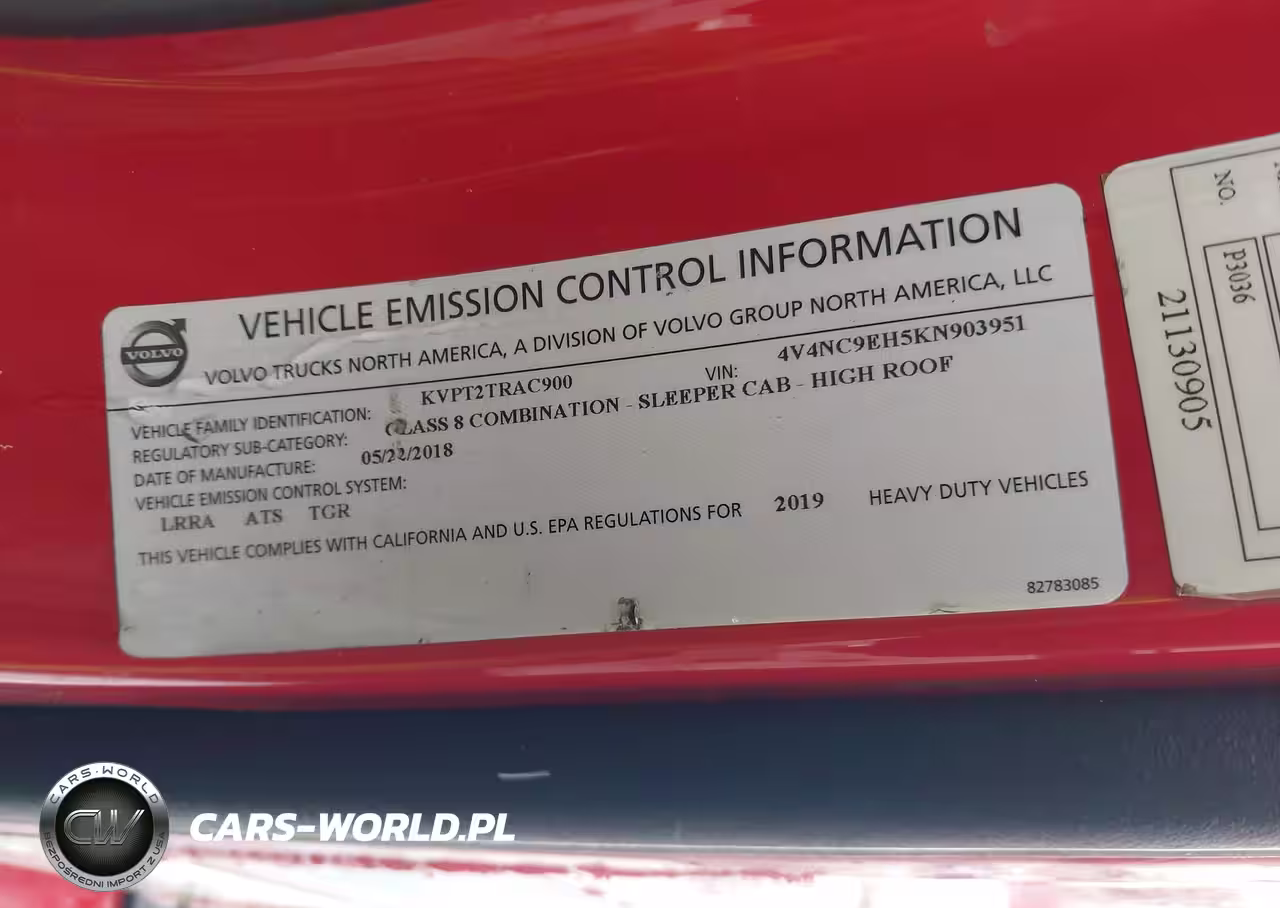 VEHICLE EMISSION CONTROL INFORMATION
VOLVO
VOLVO TRUCKS NORTH AMERICA, A DIVISION OF VOLVO GROUP NORTH AMERICA, LLC
VEHICLE FAMILY IDENTIFICATION: KVPT2TRAC900 VIN: 4V4NC9EH5KN903951
REGULATORY SUB-CATEGORY: CLASS 8 COMBINATION - SLEEPER CAB - HIGH ROOF
DATE OF MANUFACTURE: 05/22/2018
VEHICLE EMISSION CONTROL SYSTEM:
LRRA ATS TGR
THIS VEHICLE COMPLIES WITH CALIFORNIA AND U.S. EPA REGULATIONS FOR 2019 HEAVY DUTY VEHICLES
82783085
NO.
P3036
21130905
CARS-WORLD
CW
BEZPOŚREDNI IMPORT Z USA
CARS-WORLD.PL